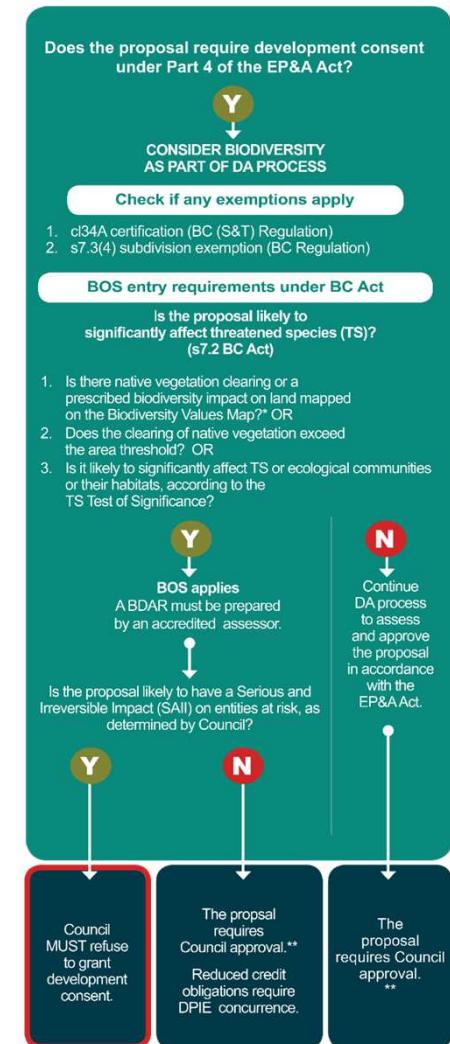 Does the proposal require development consent
under Part 4 of the EP&A Act?
Y
CONSIDER BIODIVERSITY
AS PART OF DA PROCESS
Check if any exemptions apply
1. cl34A certification (BC (S&T) Regulation)
2. s7.3(4) subdivision exemption (BC Regulation)
BOS entry requirements under BC Act
Is the proposal likely to
significantly affect threatened species (TS)?
(s7.2 BC Act)
1. Is there native vegetation clearing or a
prescribed biodiversity impact on land mapped
on the Biodiversity Values Map?* OR
2. Does the clearing of native vegetation exceed
the area threshold? OR
3. Is it likely to significantly affect TS or ecological communities
or their habitats, according to the
TS Test of Significance?
Y
BOS applies
A BDAR must be prepared
by an accredited assessor.
Is the proposal likely to have a Serious and
Irreversible Impact (SAII) on entities at risk, as
determined by Council?
Y
N
N
Continue
DA process
to assess
and approve
the proposal
in accordance
with the
EP&A Act.
Council
MUST refuse
to grant
development
consent.
The propsal
requires
Council approval.**
Reduced credit
obligations require
DPIE concurrence.
The
proposal
requires Council
approval.
**